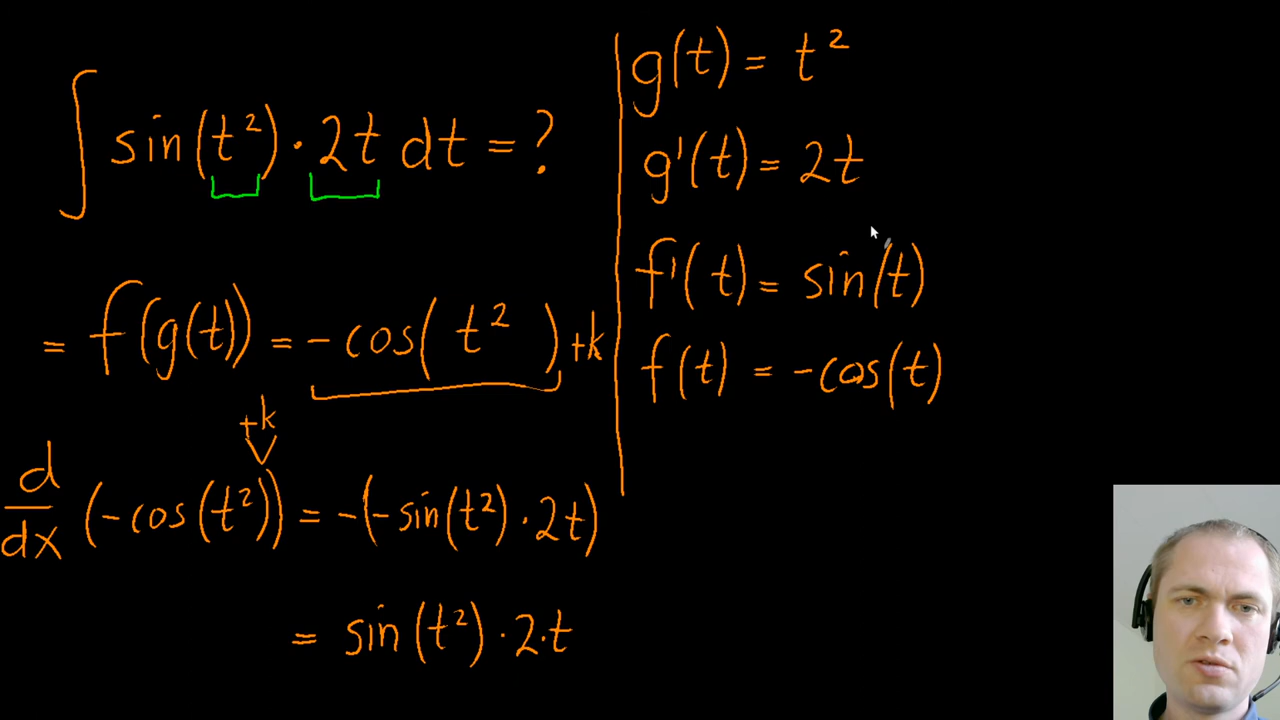 ∫ sin(t²) · 2t dt = ?
= f(g(t)) = -cos( t² ) +k
+k
d/dx (-cos(t²)) = -(-sin(t²) · 2t)
= sin(t²) · 2 · t
g(t) = t²
g'(t) = 2t
f'(t) = sin(t)
f(t) = -cos(t)